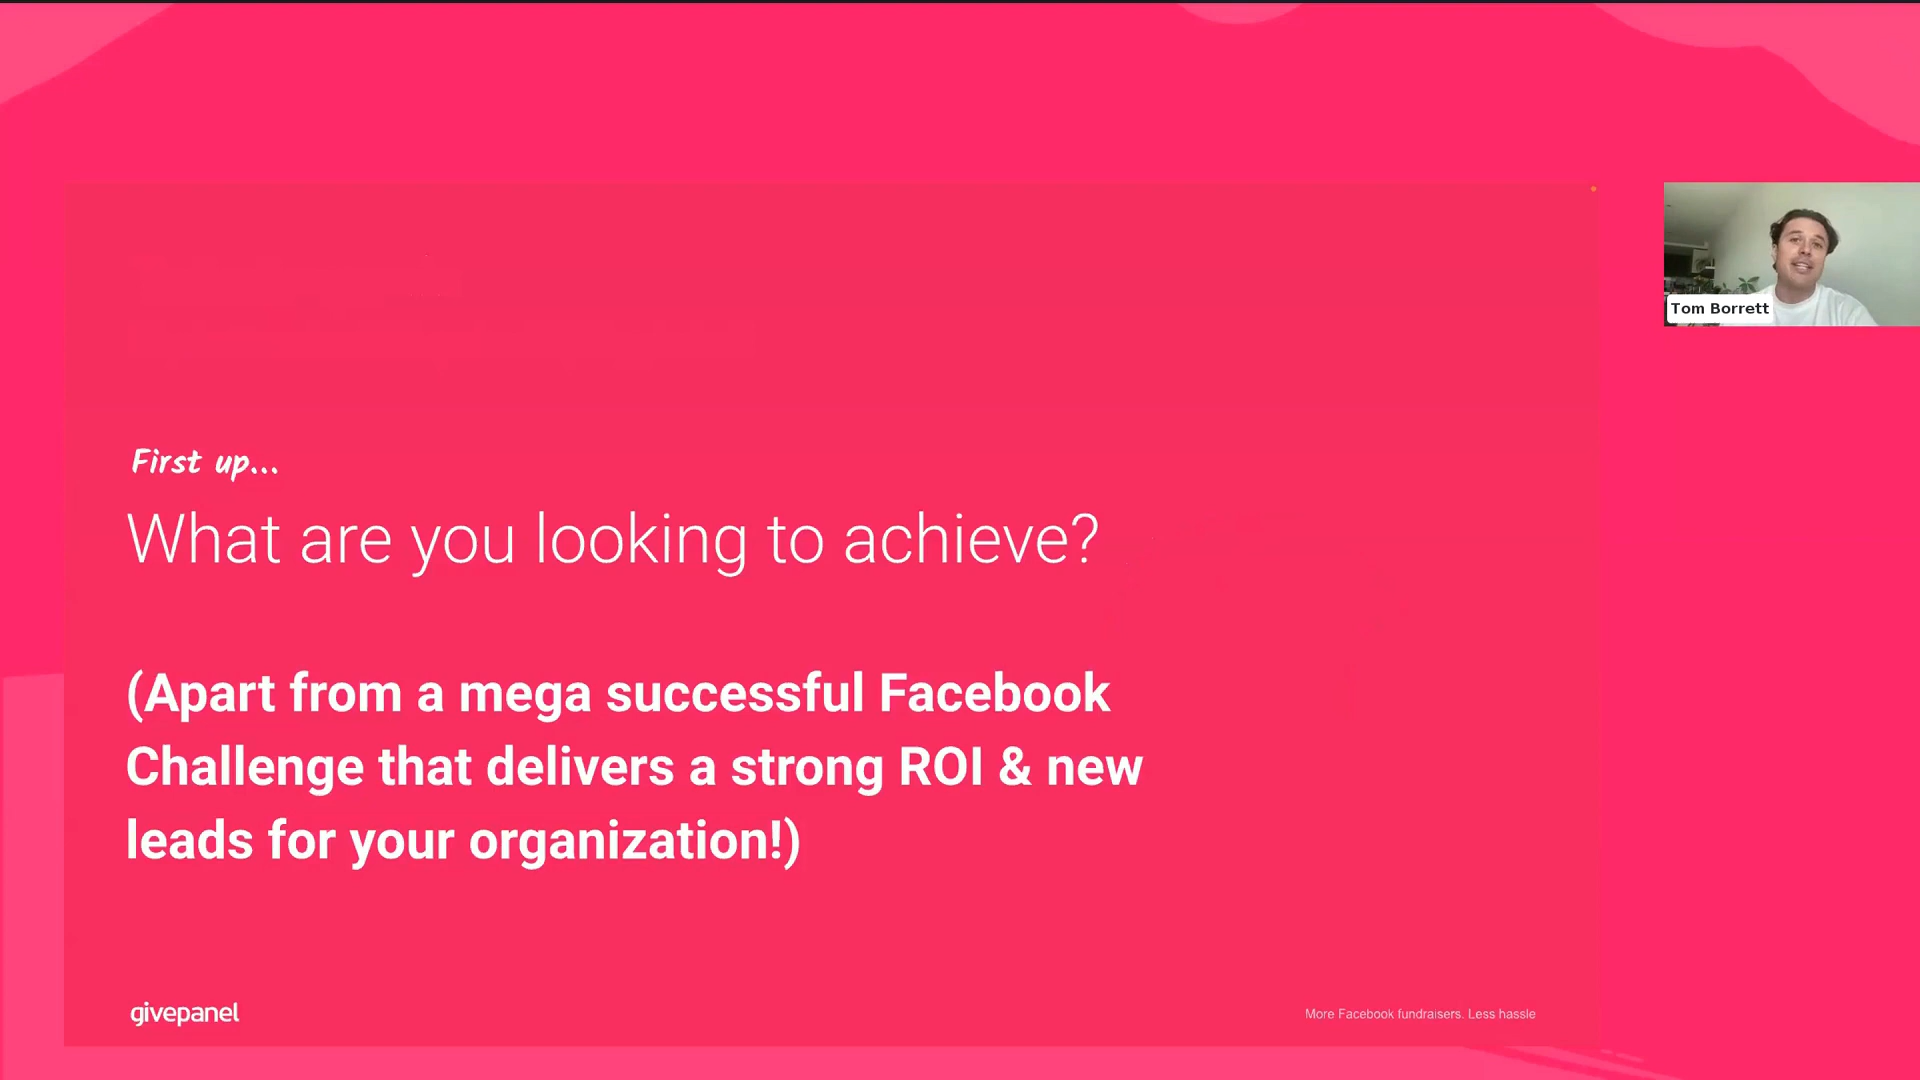 First up...
What are you looking to achieve?
(Apart from a mega successful Facebook
Challenge that delivers a strong ROI & new
leads for your organization!)
givepanel
More Facebook fundraisers. Less hassle
Tom Borrett